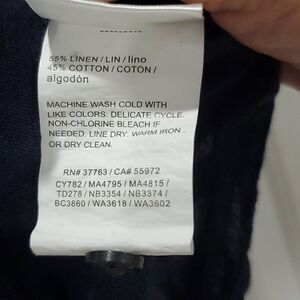 55% LINEN / LIN / lino
45% COTTON / COTON /
algodón
MACHINE WASH COLD WITH
LIKE COLORS. DELICATE CYCLE.
NON-CHLORINE BLEACH IF
NEEDED. LINE DRY. WARM IRON
OR DRY CLEAN.
RN# 37763 / CA# 55972
CY782 / MA4795 / MA4815 /
TD278 / NB3354 / NB3374 /
BC3860 / WA3618 / WA3602